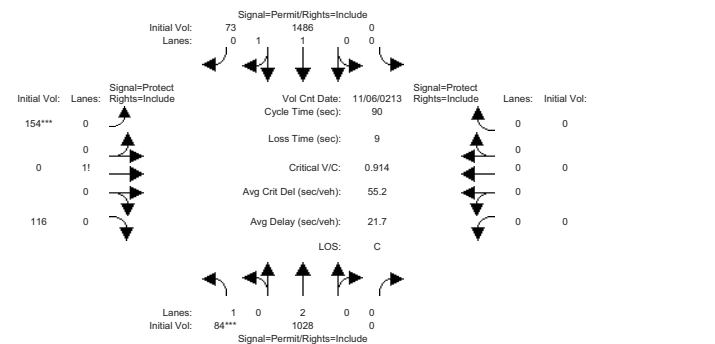 Signal=Permit/Rights=Include
Initial Vol: 73 1486 0
Lanes: 0 1 1 0 0
Signal=Protect Signal=Protect
Initial Vol: Lanes: Rights=Include Vol Cnt Date: 11/06/0213 Rights=Include Lanes: Initial Vol:
Cycle Time (sec): 90
154*** 0 0 0
Loss Time (sec): 9
0 0
0 1! Critical V/C: 0.914 0 0
0 Avg Crit Del (sec/veh): 55.2 0
116 0 Avg Delay (sec/veh): 21.7 0 0
LOS: C
Lanes: 1 0 2 0 0
Initial Vol: 84*** 1028 0
Signal=Permit/Rights=Include